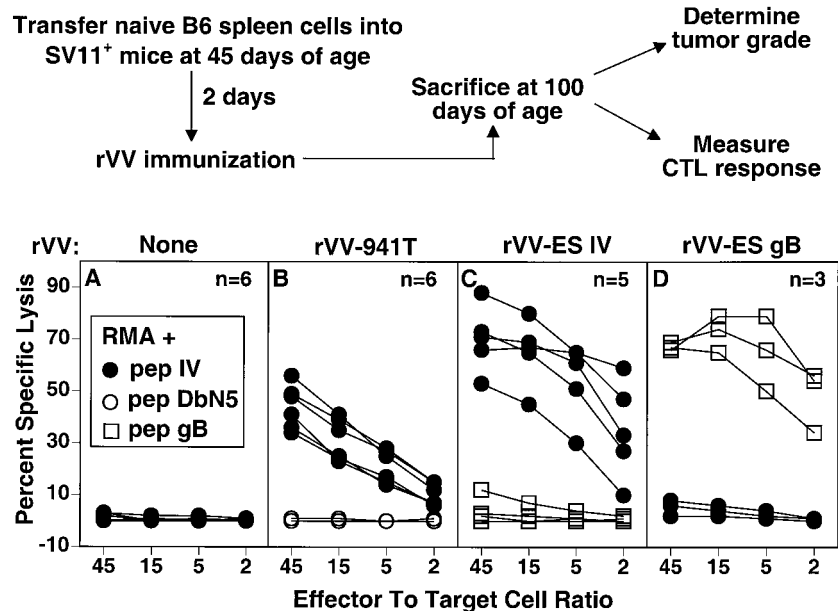 Transfer naive B6 spleen cells into
SV11+ mice at 45 days of age
2 days
rVV immunization
Sacrifice at 100
days of age
Determine
tumor grade
Measure
CTL response
rVV: None rVV-941T rVV-ES IV rVV-ES gB
A n=6 B n=6 C n=5 D n=3
Percent Specific Lysis
90
70
50
30
10
-10
RMA +
pep IV
pep DbN5
pep gB
45 15 5 2 45 15 5 2 45 15 5 2 45 15 5 2
Effector To Target Cell Ratio